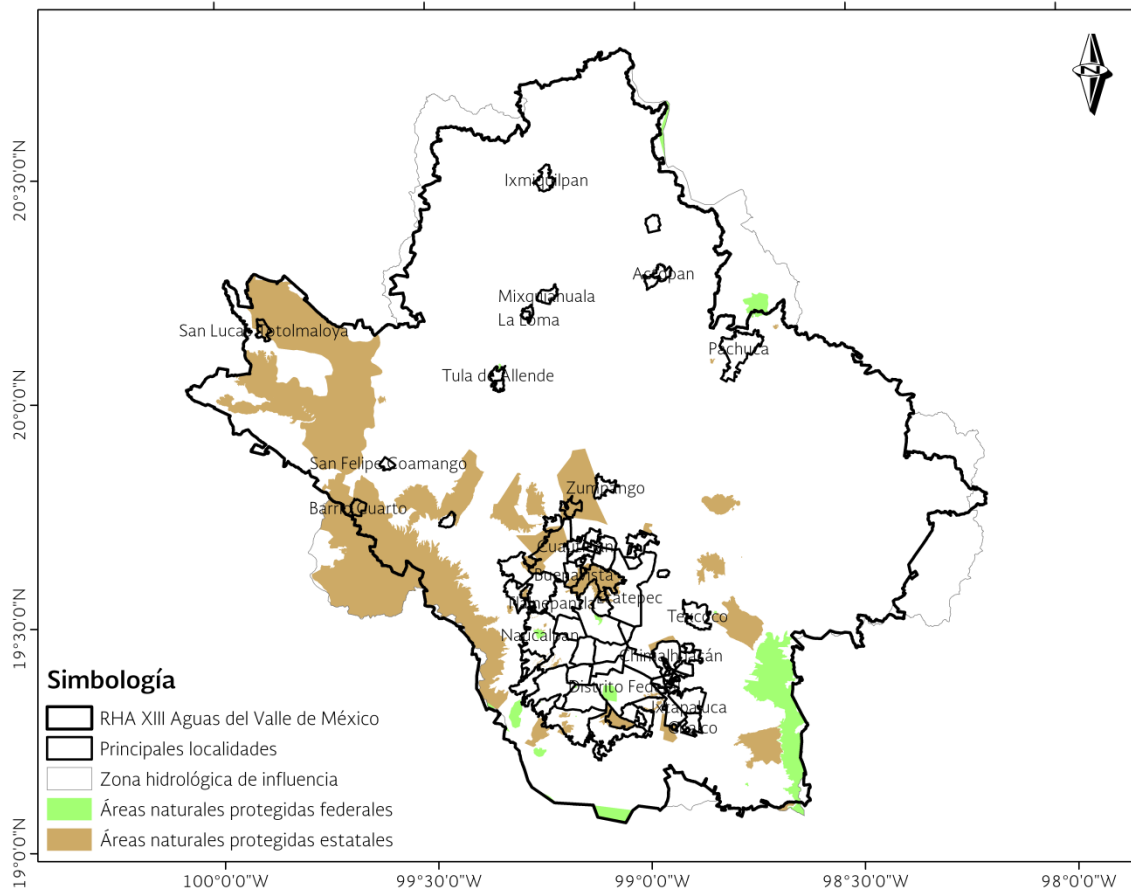 N
20°30'0"N
20°0'0"N
19°30'0"N
19°0'0"N
Ixmiquilpan
Actopan
Mixquiahuala
La Loma
San Lucas Totolmaloya
Pachuca
Tula de Allende
San Felipe Coamango
Zumpango
Barrio Cuarto
Cuautitlán
Buenavista
Ecatepec
Tlalnepantla
Texcoco
Naucalpan
Chimalhuacán
Distrito Federal
Ixtapaluca
Chalco
Simbología
RHA XIII Aguas del Valle de México
Principales localidades
Zona hidrológica de influencia
Áreas naturales protegidas federales
Áreas naturales protegidas estatales
100°0'0"W
99°30'0"W
99°0'0"W
98°30'0"W
98°0'0"W